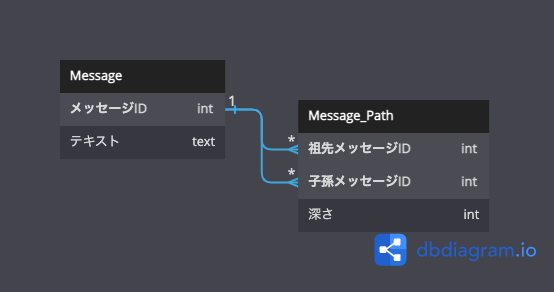 Message
メッセージID int
テキスト text
1
Message_Path
*
祖先メッセージID int
*
子孫メッセージID int
深さ int
dbdiagram.io